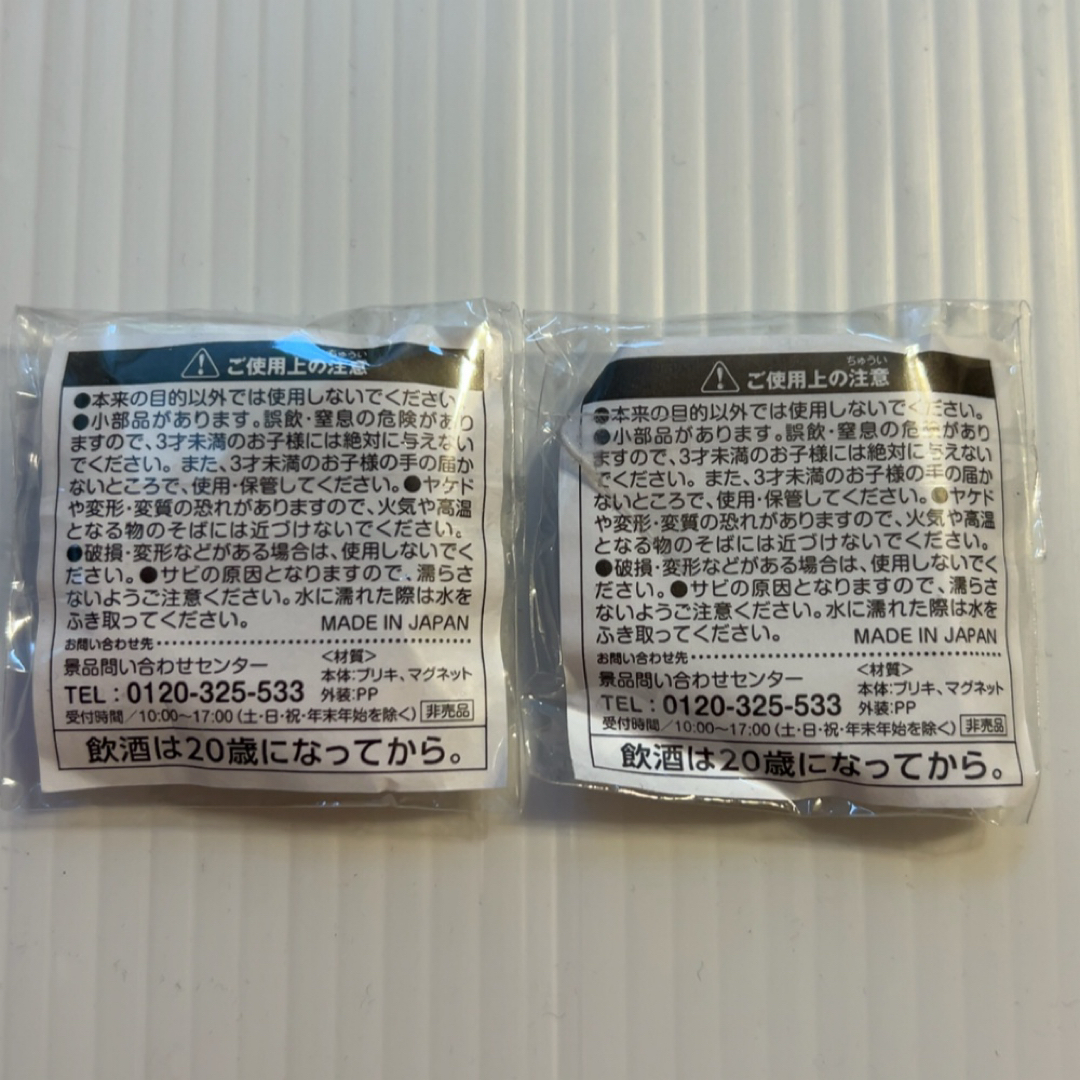 ちゅうい
ご使用上の注意
●本来の目的以外では使用しないでください。
●小部品があります。誤飲・窒息の危険があり
ますので、3才未満のお子様には絶対に与えない
でください。また、3才未満のお子様の手の届か
ないところで、使用・保管してください。●ヤケド
や変形・変質の恐れがありますので、火気や高温
となる物のそばには近づけないでください。
●破損・変形などがある場合は、使用しないでく
ださい。●サビの原因となりますので、濡らさ
ないようご注意ください。水に濡れた際は水を
ふき取ってください。 MADE IN JAPAN
お問い合わせ先
景品問い合わせセンター <材質>
TEL:0120-325-533 本体:ブリキ、マグネット
外装:PP
受付時間/10:00～17:00(土・日・祝・年末年始を除く) 非売品
飲酒は20歳になってから。
ちゅうい
ご使用上の注意
●本来の目的以外では使用しないでください。
●小部品があります。誤飲・窒息の危険があり
ますので、3才未満のお子様には絶対に与えない
でください。また、3才未満のお子様の手の届か
ないところで、使用・保管してください。●ヤケド
や変形・変質の恐れがありますので、火気や高温
となる物のそばには近づけないでください。
●破損・変形などがある場合は、使用しないでく
ださい。●サビの原因となりますので、濡らさ
ないようご注意ください。水に濡れた際は水を
ふき取ってください。 MADE IN JAPAN
お問い合わせ先
景品問い合わせセンター <材質>
TEL:0120-325-533 本体:ブリキ、マグネット
外装:PP
受付時間/10:00～17:00(土・日・祝・年末年始を除く) 非売品
飲酒は20歳になってから。